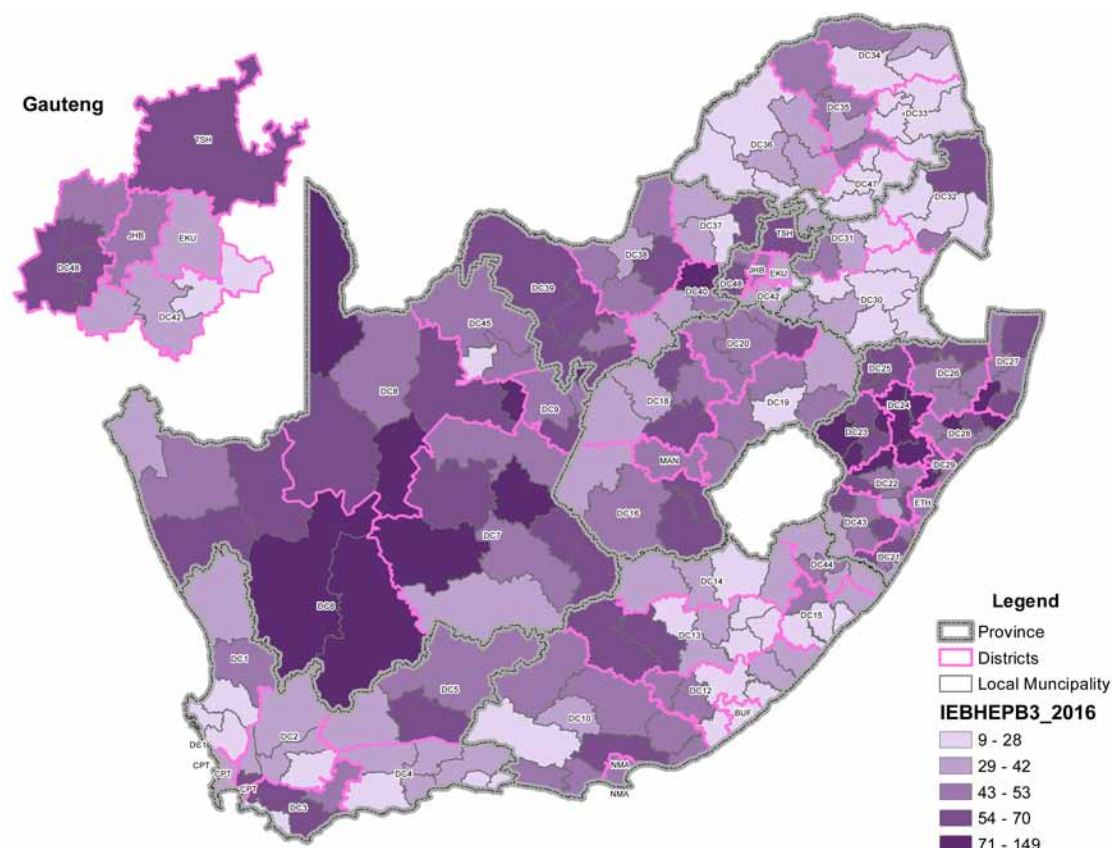 Gauteng
TSH
JHB
EKU
DC48
DC42
DC34
DC35
DC33
DC36
DC47
DC32
DC37
TSH
DC31
DC38
JHB
EKU
DC39
DC40
DC48
DC42
DC30
DC45
DC20
DC8
DC25
DC26
DC27
DC9
DC18
DC19
DC24
DC23
DC28
MAN
DC29
DC22
ETH
DC16
DC43
DC7
DC21
DC14
DC44
DC6
DC15
DC13
DC1
DC5
DC12
BUF
DC10
DC2
DC1
CPT
CPT
DC4
NMA
CPT
NMA
DC3
Legend
Province
Districts
Local Muncipality
IEBHEPB3_2016
9 - 28
29 - 42
43 - 53
54 - 70
71 - 149